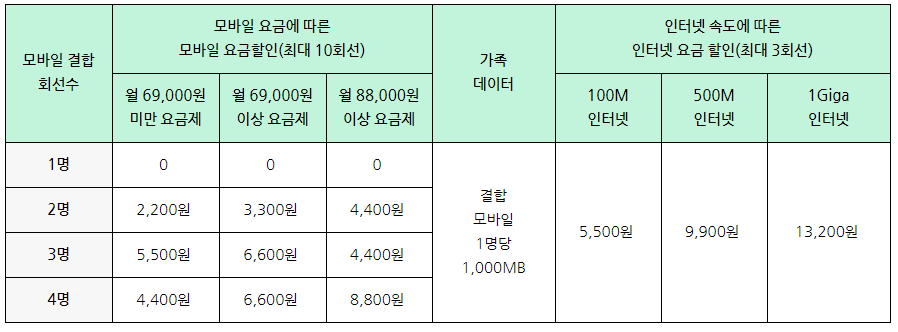 모바일 결합
회선수
모바일 요금에 따른
모바일 요금할인(최대 10회선)
가족
데이터
인터넷 속도에 따른
인터넷 요금 할인(최대 3회선)
월 69,000원
미만 요금제
월 69,000원
이상 요금제
월 88,000원
이상 요금제
100M
인터넷
500M
인터넷
1Giga
인터넷
1명
0
0
0
결합
모바일
1명당
1,000MB
5,500원
9,900원
13,200원
2명
2,200원
3,300원
4,400원
3명
5,500원
6,600원
4,400원
4명
4,400원
6,600원
8,800원